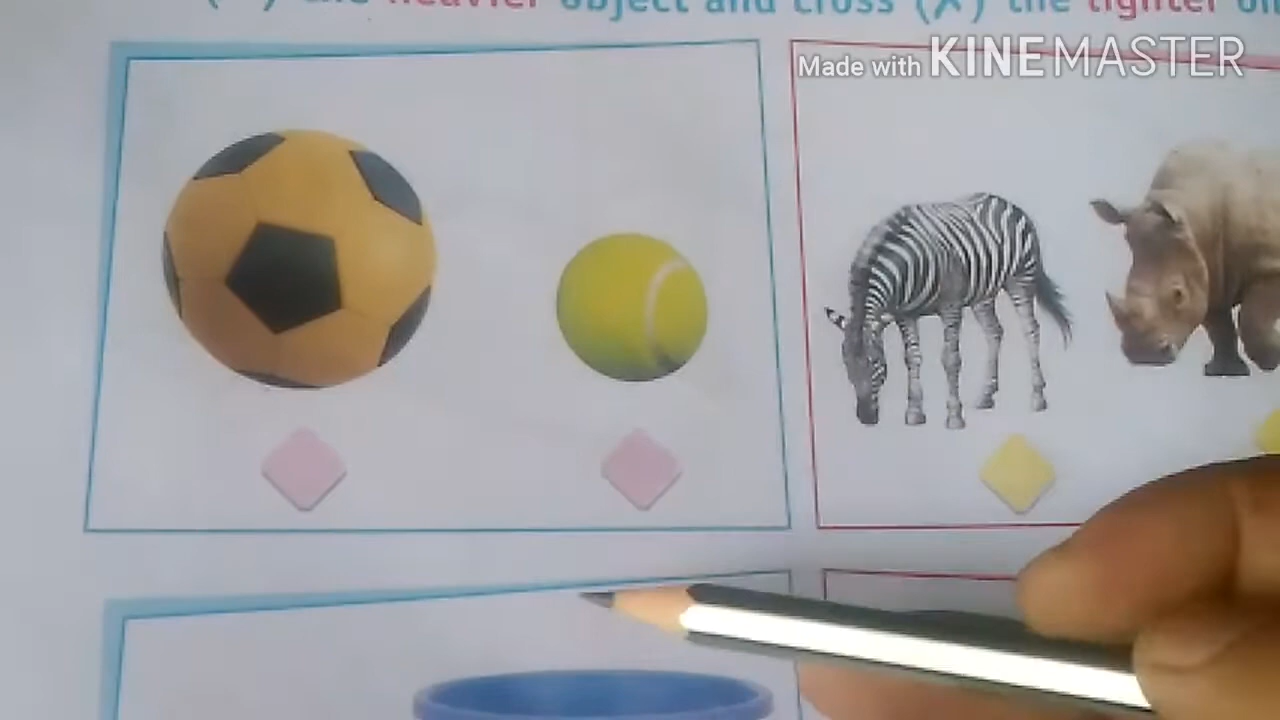 the heavier object and cross (✗) the lighter
Made with KINEMASTER